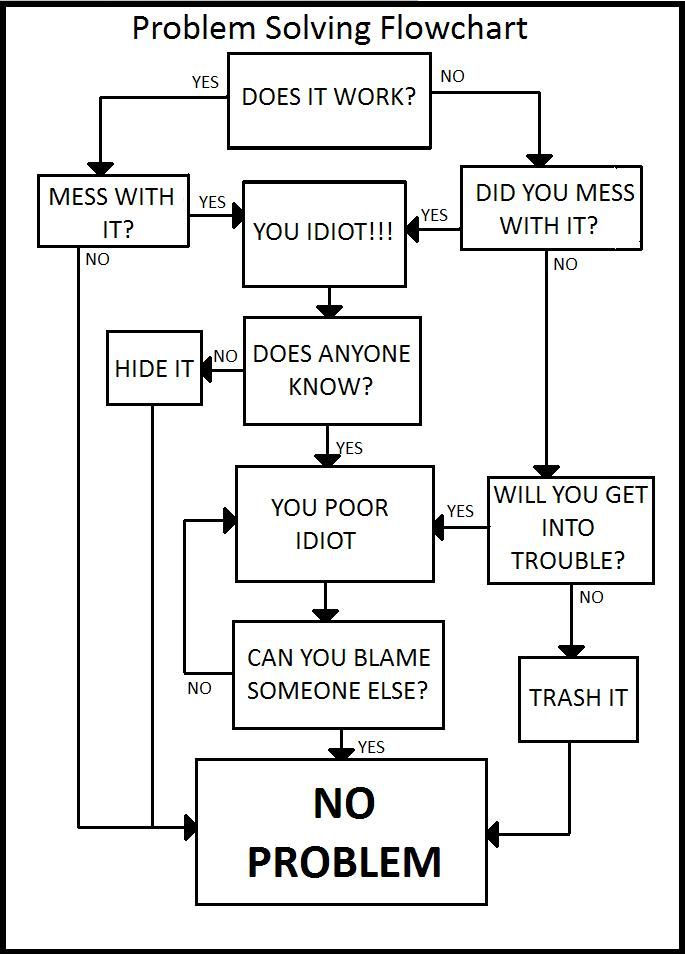 Problem Solving Flowchart
YES
DOES IT WORK?
NO
MESS WITH
IT?
YES
YOU IDIOT!!!
YES
DID YOU MESS
WITH IT?
NO
NO
HIDE IT
NO
DOES ANYONE
KNOW?
YES
YOU POOR
IDIOT
YES
WILL YOU GET
INTO
TROUBLE?
NO
CAN YOU BLAME
SOMEONE ELSE?
NO
TRASH IT
YES
NO
PROBLEM